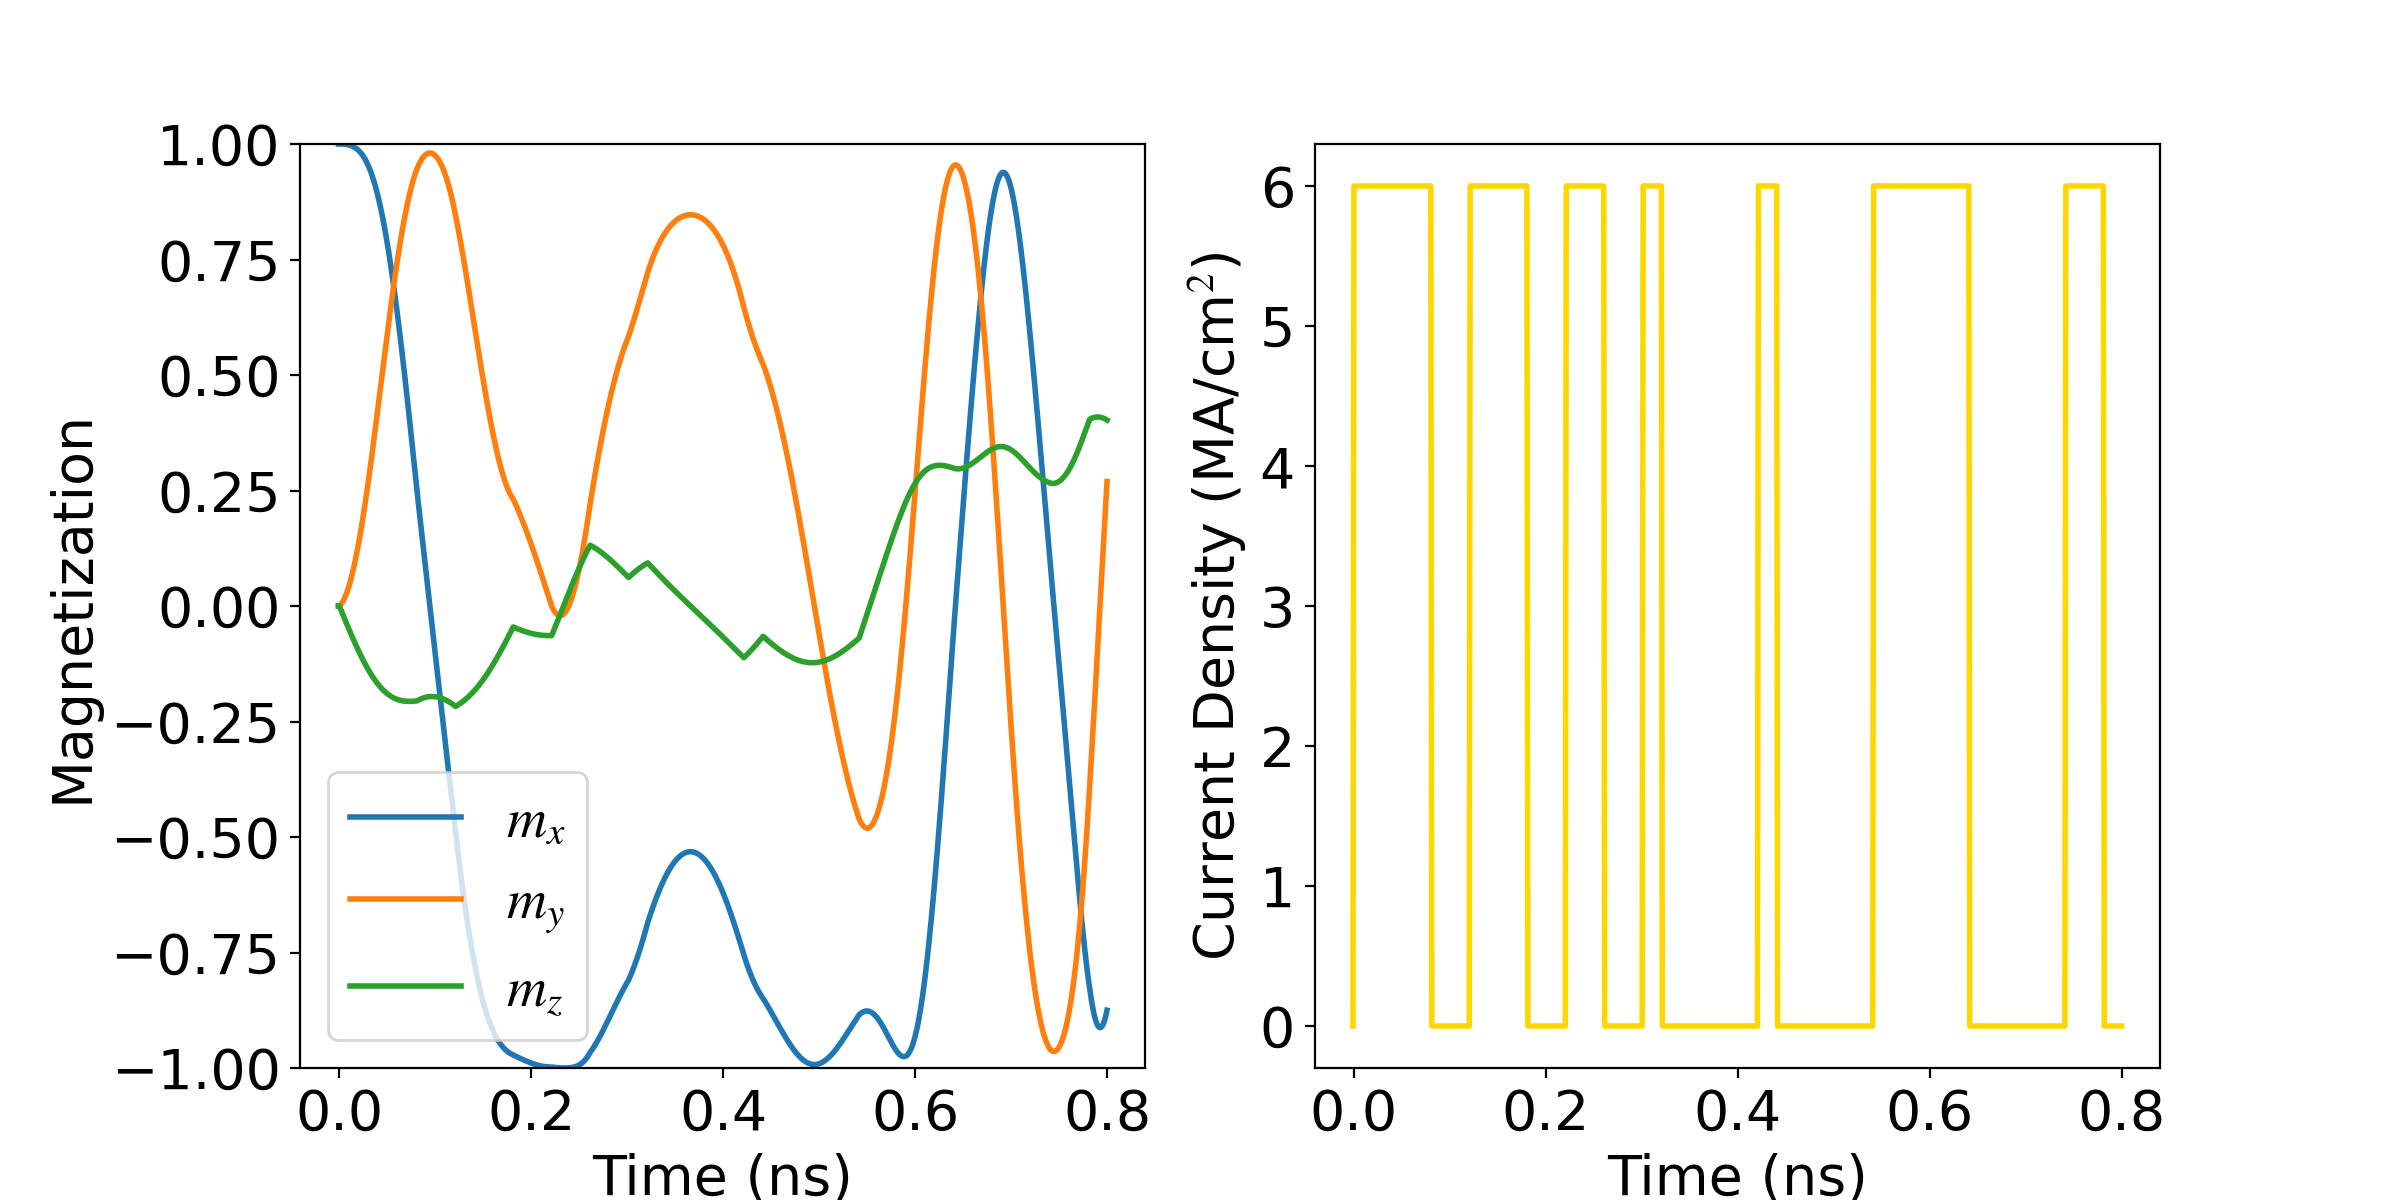 Magnetization
1.00
0.75
0.50
0.25
0.00
−0.25
−0.50
−0.75
−1.00
m_x
m_y
m_z
0.0 0.2 0.4 0.6 0.8
Time (ns)
Current Density (MA/cm²)
6
5
4
3
2
1
0
0.0 0.2 0.4 0.6 0.8
Time (ns)